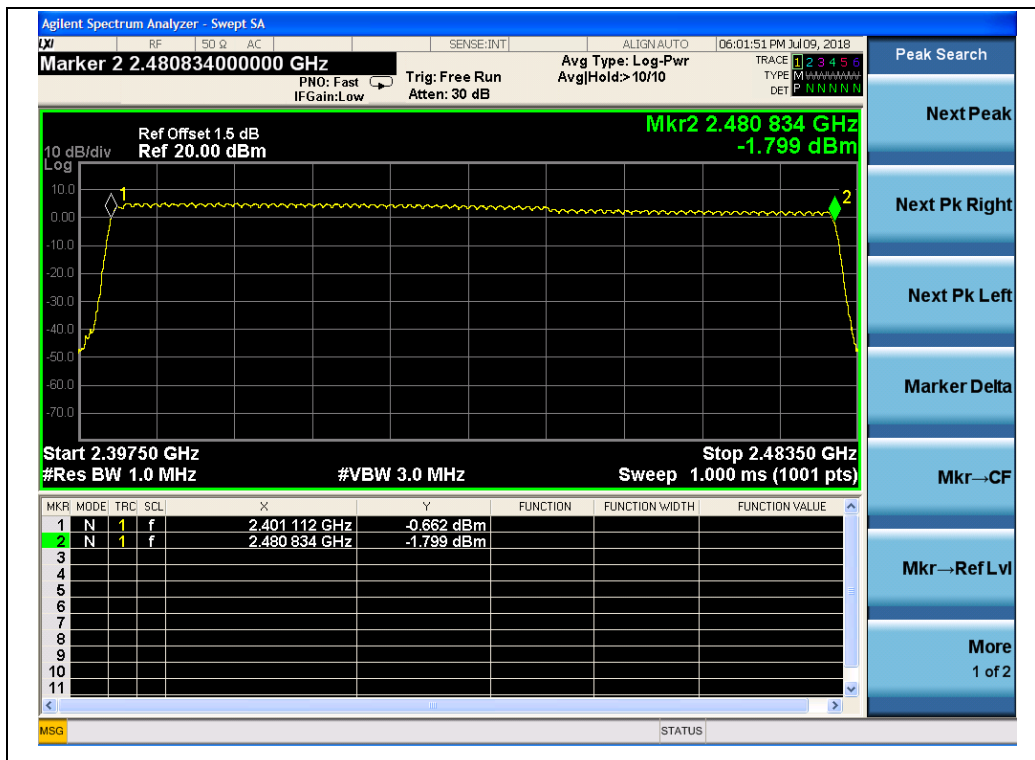 Agilent Spectrum Analyzer - Swept SA
LXI RF 50 Ω AC SENSE:INT ALIGNAUTO 06:01:51 PM Jul 09, 2018
Marker 2 2.480834000000 GHz
PNO: Fast
IFGain:Low
Trig: Free Run
Atten: 30 dB
Avg Type: Log-Pwr
Avg|Hold:>10/10
TRACE 1 2 3 4 5 6
TYPE M
DET P N N N N N
Peak Search
Next Peak
Next Pk Right
Next Pk Left
Marker Delta
Mkr→CF
Mkr→Ref Lvl
More
1 of 2
Mkr2 2.480 834 GHz
-1.799 dBm
Ref Offset 1.5 dB
10 dB/div Ref 20.00 dBm
Log
10.0
0.00
-10.0
-20.0
-30.0
-40.0
-50.0
-60.0
-70.0
1
2
Start 2.39750 GHz Stop 2.48350 GHz
#Res BW 1.0 MHz #VBW 3.0 MHz Sweep 1.000 ms (1001 pts)
MKR MODE TRC SCL X Y FUNCTION FUNCTION WIDTH FUNCTION VALUE
1 N 1 f 2.401 112 GHz -0.662 dBm
2 N 1 f 2.480 834 GHz -1.799 dBm
3
4
5
6
7
8
9
10
11
MSG STATUS